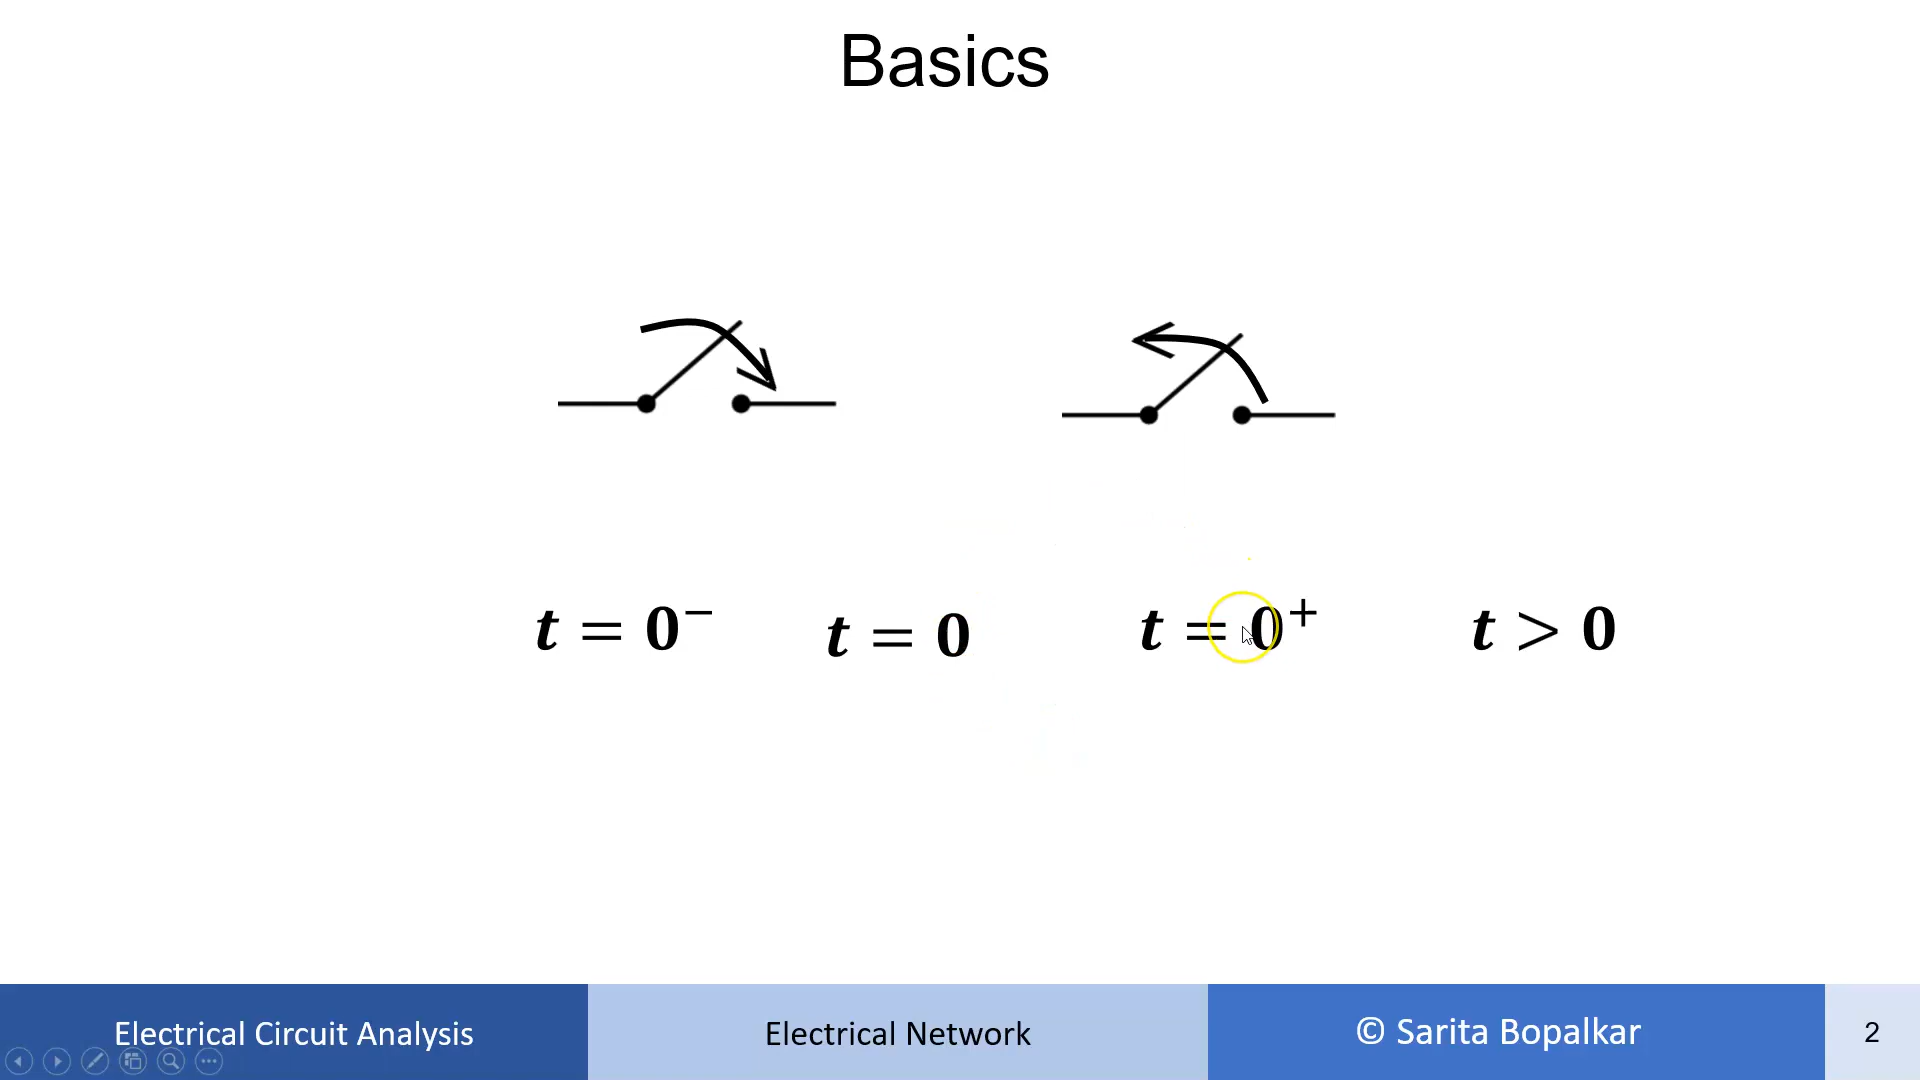 Basics
t = 0⁻ t = 0 t = 0⁺ t > 0
Electrical Circuit Analysis Electrical Network © Sarita Bopalkar 2